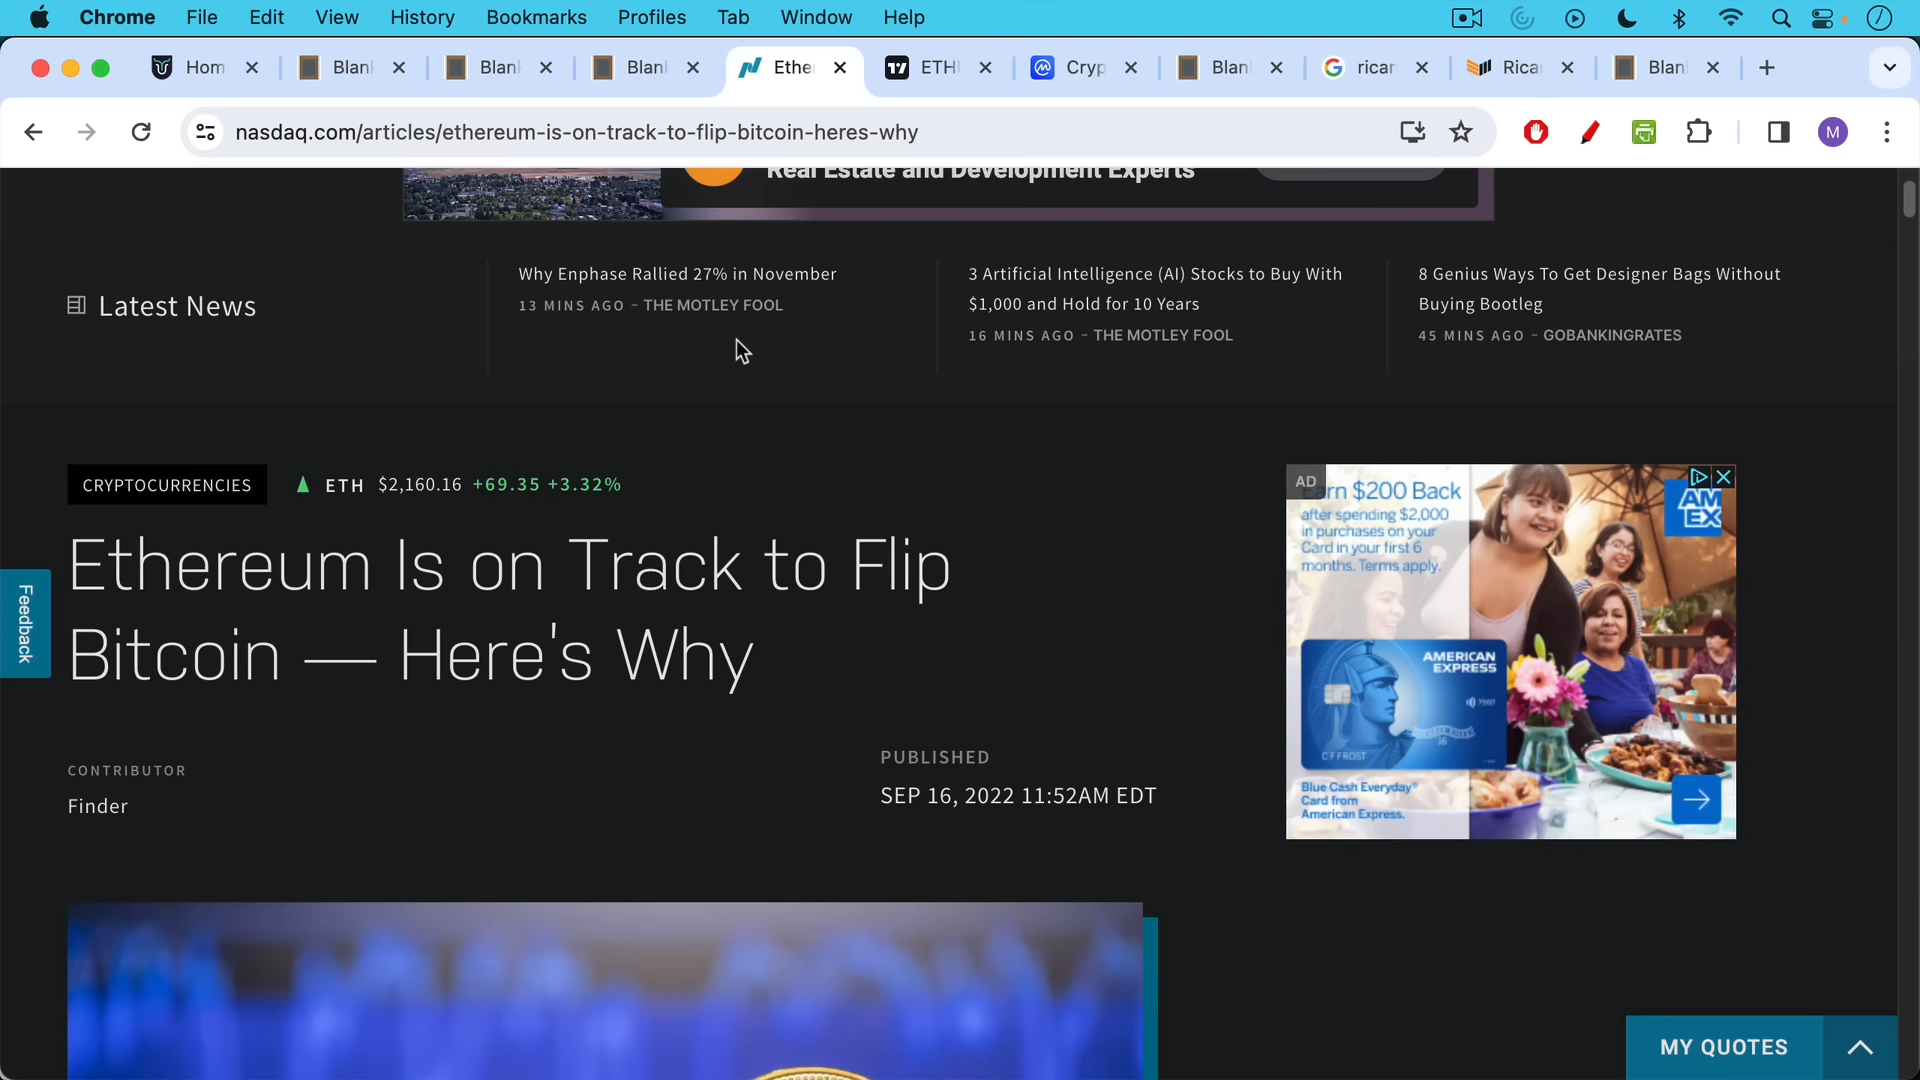 Chrome File Edit View History Bookmarks Profiles Tab Window Help
Hom Blan Blan Blan Ether ETH Cryp Blan rican Rica Blan
nasdaq.com/articles/ethereum-is-on-track-to-flip-bitcoin-heres-why
M
Real Estate and Development Experts
Latest News
Why Enphase Rallied 27% in November
13 MINS AGO – THE MOTLEY FOOL
3 Artificial Intelligence (AI) Stocks to Buy With
$1,000 and Hold for 10 Years
16 MINS AGO – THE MOTLEY FOOL
8 Genius Ways To Get Designer Bags Without
Buying Bootleg
45 MINS AGO – GOBANKINGRATES
CRYPTOCURRENCIES
ETH $2,160.16 +69.35 +3.32%
Ethereum Is on Track to Flip
Bitcoin — Here's Why
Feedback
CONTRIBUTOR
Finder
PUBLISHED
SEP 16, 2022 11:52AM EDT
AD
Earn $200 Back
after spending $2,000
in purchases on your
Card in your first 6
months. Terms apply.
AM
EX
AMERICAN
EXPRESS
C F FROST
Blue Cash Everyday®
Card from
American Express.
MY QUOTES